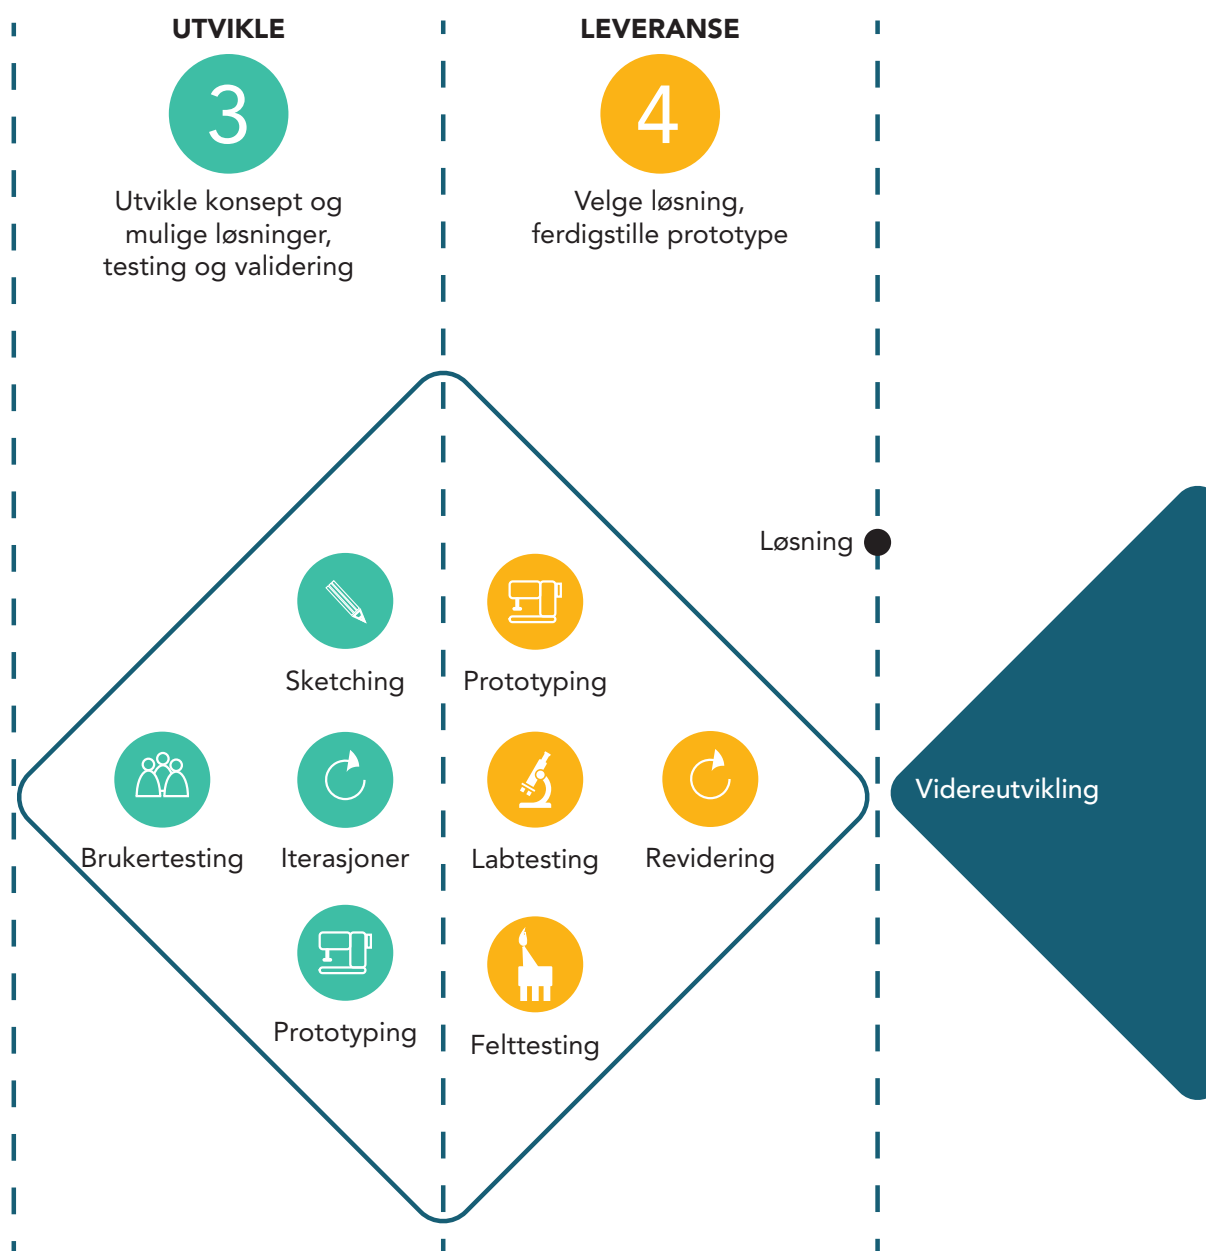 UTVIKLE
3
Utvikle konsept og
mulige løsninger,
testing og validering
LEVERANSE
4
Velge løsning,
ferdigstille prototype
Løsning
Sketching
Prototyping
Brukertesting
Iterasjoner
Labtesting
Revidering
Prototyping
Felttesting
Videreutvikling